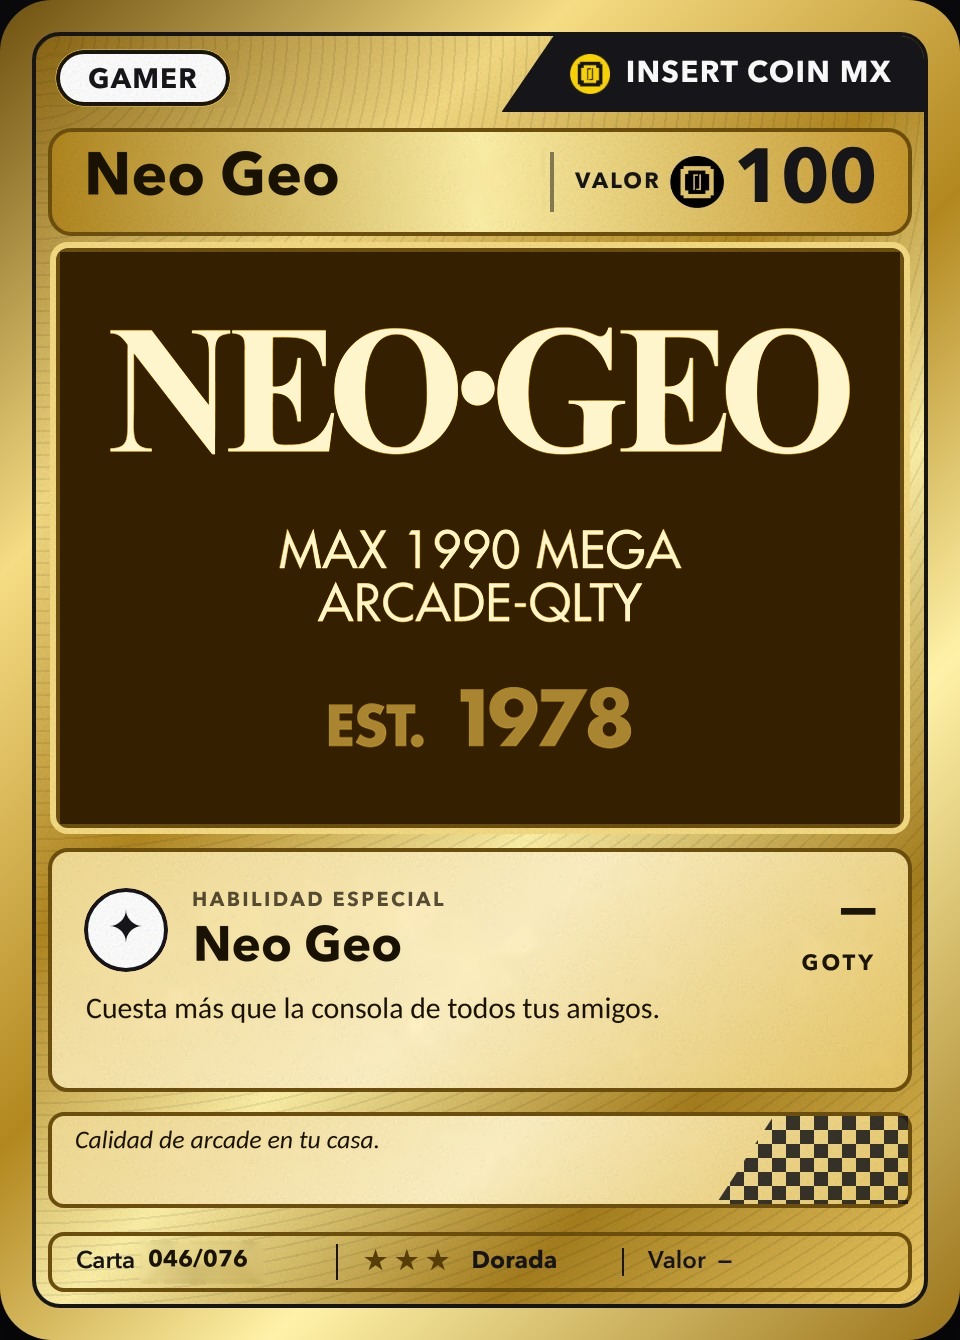 GAMER
INSERT COIN MX
Neo Geo
VALOR 100
NEO•GEO
MAX 1990 MEGA
ARCADE-QLTY
EST. 1978
HABILIDAD ESPECIAL
Neo Geo
–
GOTY
Cuesta más que la consola de todos tus amigos.
Calidad de arcade en tu casa.
Carta 046/076 ★★★ Dorada Valor –